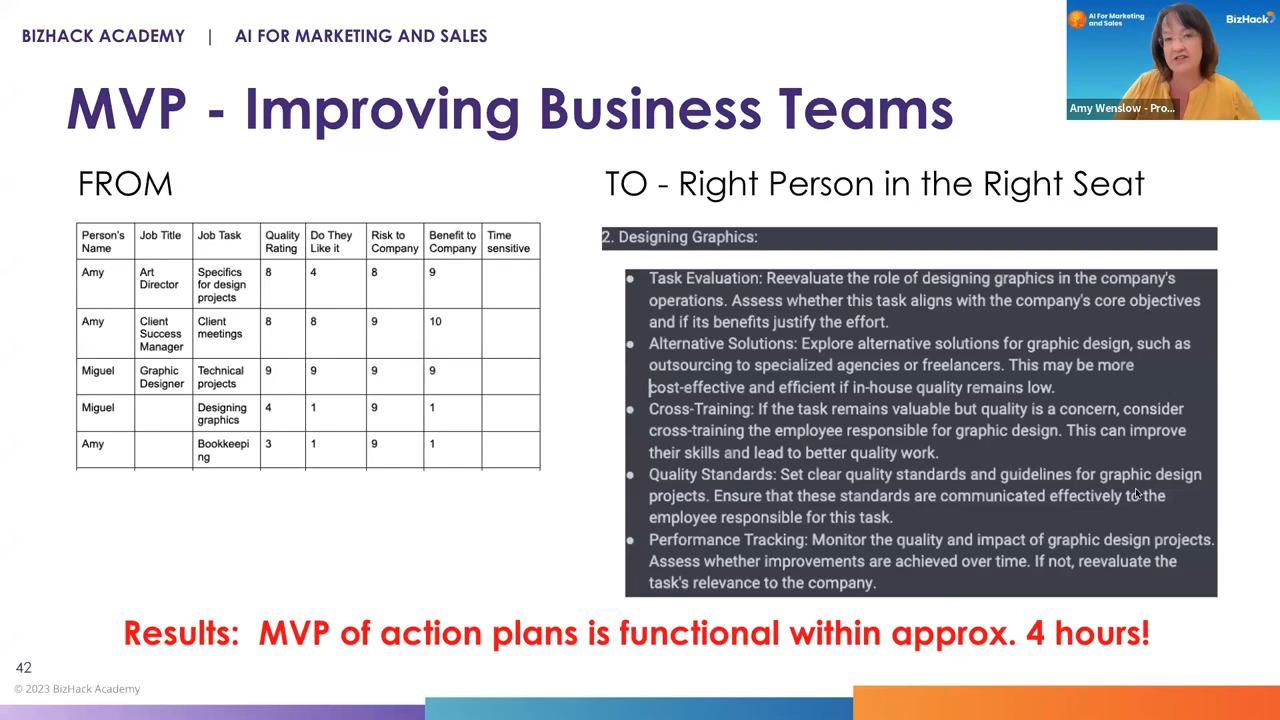 BIZHACK ACADEMY | AI FOR MARKETING AND SALES
AI For Marketing
and Sales
BizHack
Amy Wenslow - Pro...
MVP - Improving Business Teams
FROM
TO - Right Person in the Right Seat
Person's Name Job Title Job Task Quality Rating Do They Like it Risk to Company Benefit to Company Time sensitive
Amy Art Director Specifics for design projects 8 4 8 9
Amy Client Success Manager Client meetings 8 8 9 10
Miguel Graphic Designer Technical projects 9 9 9 9
Miguel Designing graphics 4 1 9 1
Amy Bookkeeping 3 1 9 1
2. Designing Graphics:
● Task Evaluation: Reevaluate the role of designing graphics in the company's
operations. Assess whether this task aligns with the company's core objectives
and if its benefits justify the effort.
● Alternative Solutions: Explore alternative solutions for graphic design, such as
outsourcing to specialized agencies or freelancers. This may be more
cost-effective and efficient if in-house quality remains low.
● Cross-Training: If the task remains valuable but quality is a concern, consider
cross-training the employee responsible for graphic design. This can improve
their skills and lead to better quality work.
● Quality Standards: Set clear quality standards and guidelines for graphic design
projects. Ensure that these standards are communicated effectively to the
employee responsible for this task.
● Performance Tracking: Monitor the quality and impact of graphic design projects.
Assess whether improvements are achieved over time. If not, reevaluate the
task's relevance to the company.
Results: MVP of action plans is functional within approx. 4 hours!
42
© 2023 BizHack Academy